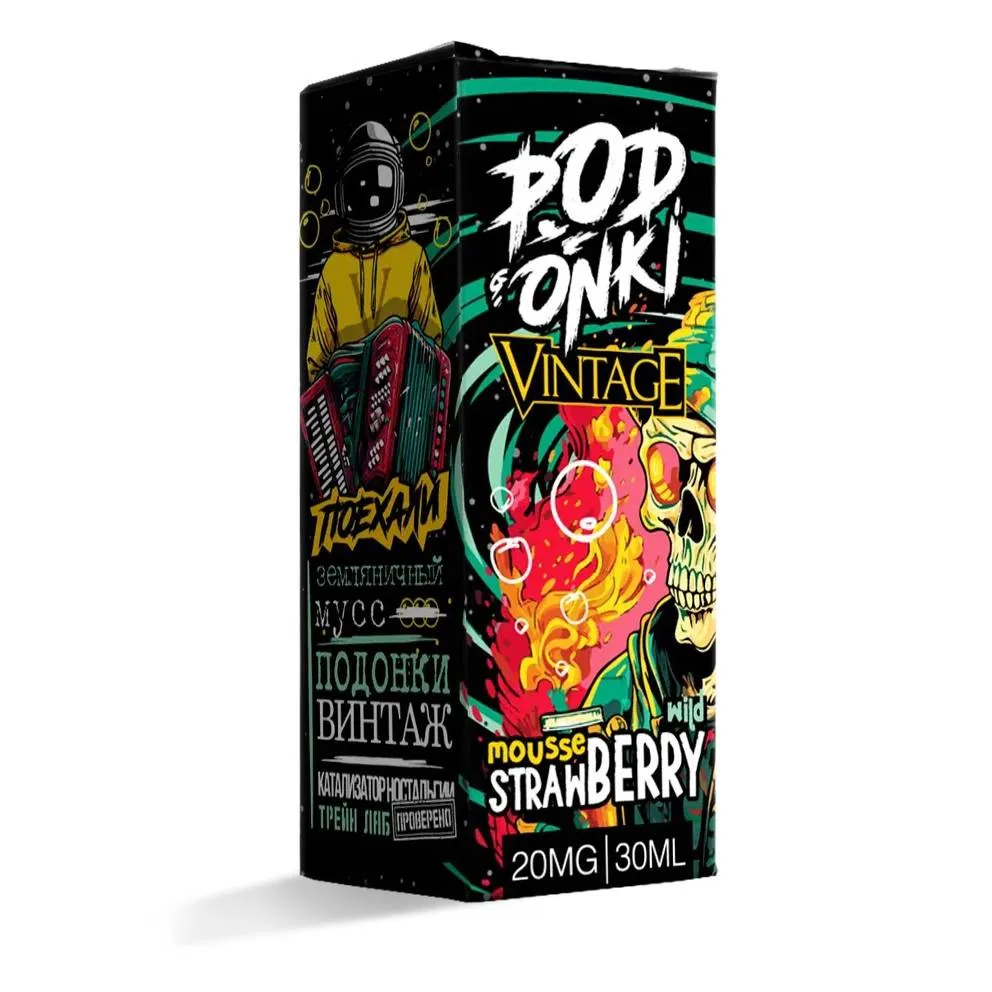 POD
ONKI
VINTAGE
wild
mousse
STRAWBERRY
20MG|30ML
V
ПОЕХАЛИ
земляничный
мусс
ПОДОНКИ
ВИНТАЖ
КАТАЛИЗАТОР НОСТАЛЬГИИ
ТРЕЙН ЛАБ ПРОВЕРЕНО